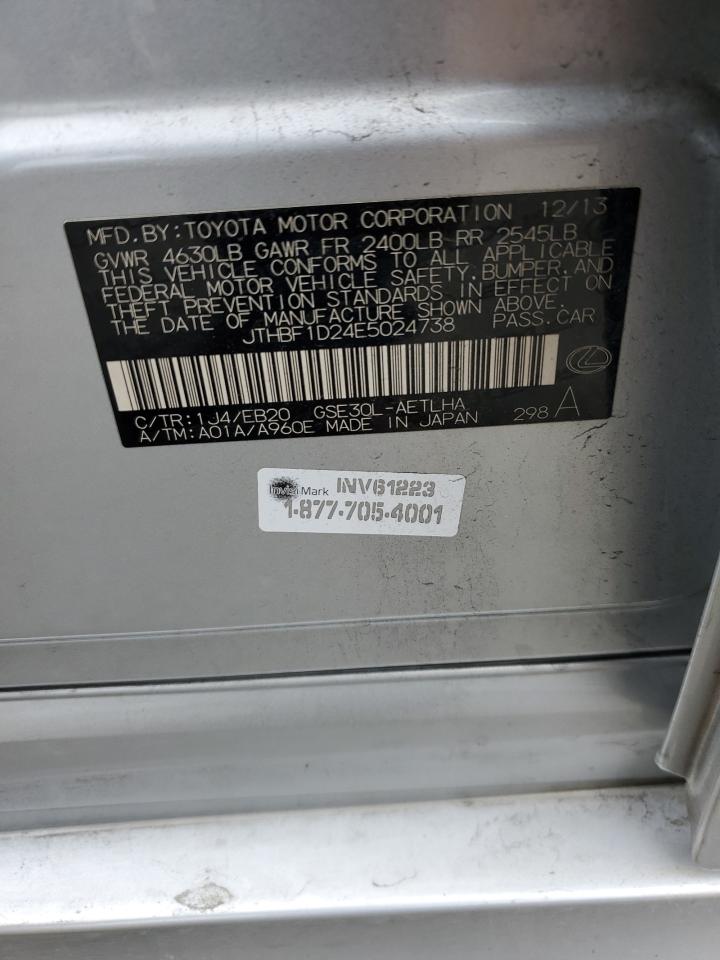 MFD.BY:TOYOTA MOTOR CORPORATION 12/13
GVWR 4630LB GAWR FR 2400LB RR 2545LB
THIS VEHICLE CONFORMS TO ALL APPLICABLE
FEDERAL MOTOR VEHICLE SAFETY,BUMPER,AND
THEFT PREVENTION STANDARDS IN EFFECT ON
THE DATE OF MANUFACTURE SHOWN ABOVE.
JTHBF1D24E5024738 PASS.CAR
C/TR:1J4/EB20 GSE30L-AETLHA
A/TM:A01A/A960E MADE IN JAPAN 298 A
InvisiMark INV61223
1-877-705-4001